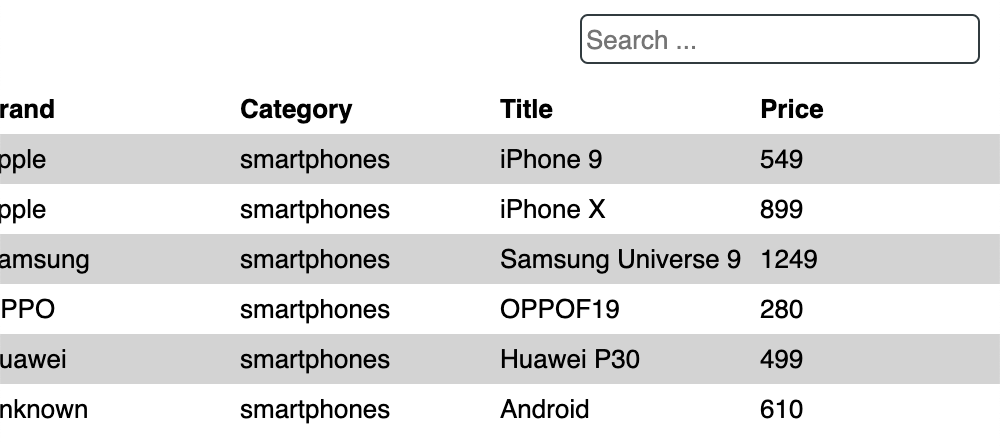 Search ...
rand Category Title Price
pple smartphones iPhone 9 549
pple smartphones iPhone X 899
amsung smartphones Samsung Universe 9 1249
PPO smartphones OPPOF19 280
uawei smartphones Huawei P30 499
nknown smartphones Android 610